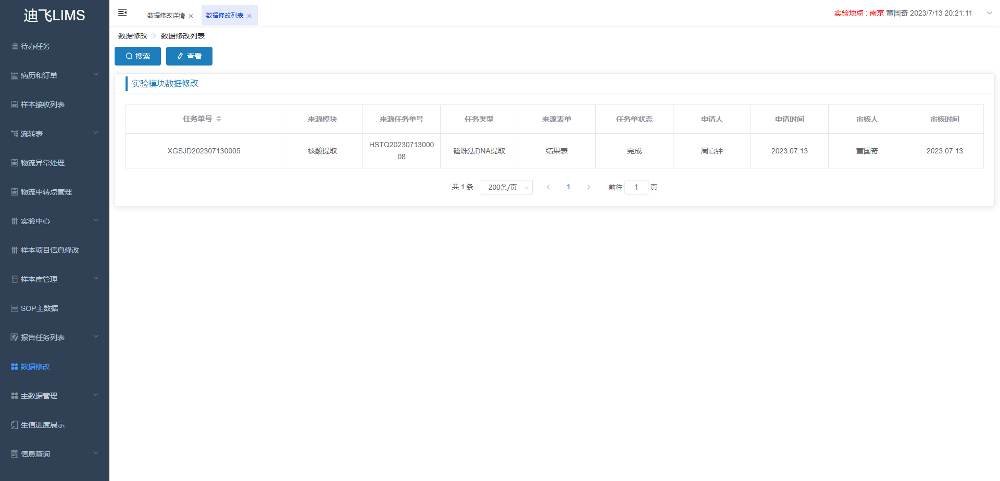 迪飞LIMS
待办任务
病历和订单
样本接收列表
流转表
物流异常处理
物流中转点管理
实验中心
样本项目信息修改
样本库管理
SOP主数据
报告任务列表
数据修改
主数据管理
生信进度展示
信息查询
数据修改详情
数据修改列表
实验地点 : 南京 董国奇 2023/7/13 20:21:11
数据修改 数据修改列表
搜索 查看
实验模块数据修改
任务单号 来源模块 来源任务单号 任务类型 来源表单 任务单状态 申请人 申请时间 审核人 审核时间
XGSJD202307130005 核酸提取 HSTQ20230713000
08 磁珠法DNA提取 结果表 完成 周官钟 2023.07.13 董国奇 2023.07.13
共 1 条 200条/页 1 前往 1 页